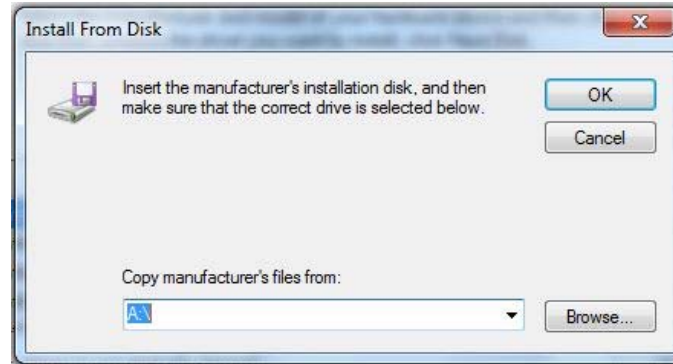 Install From Disk
Insert the manufacturer's installation disk, and then
make sure that the correct drive is selected below.
OK
Cancel
Copy manufacturer's files from:
A:\
Browse...